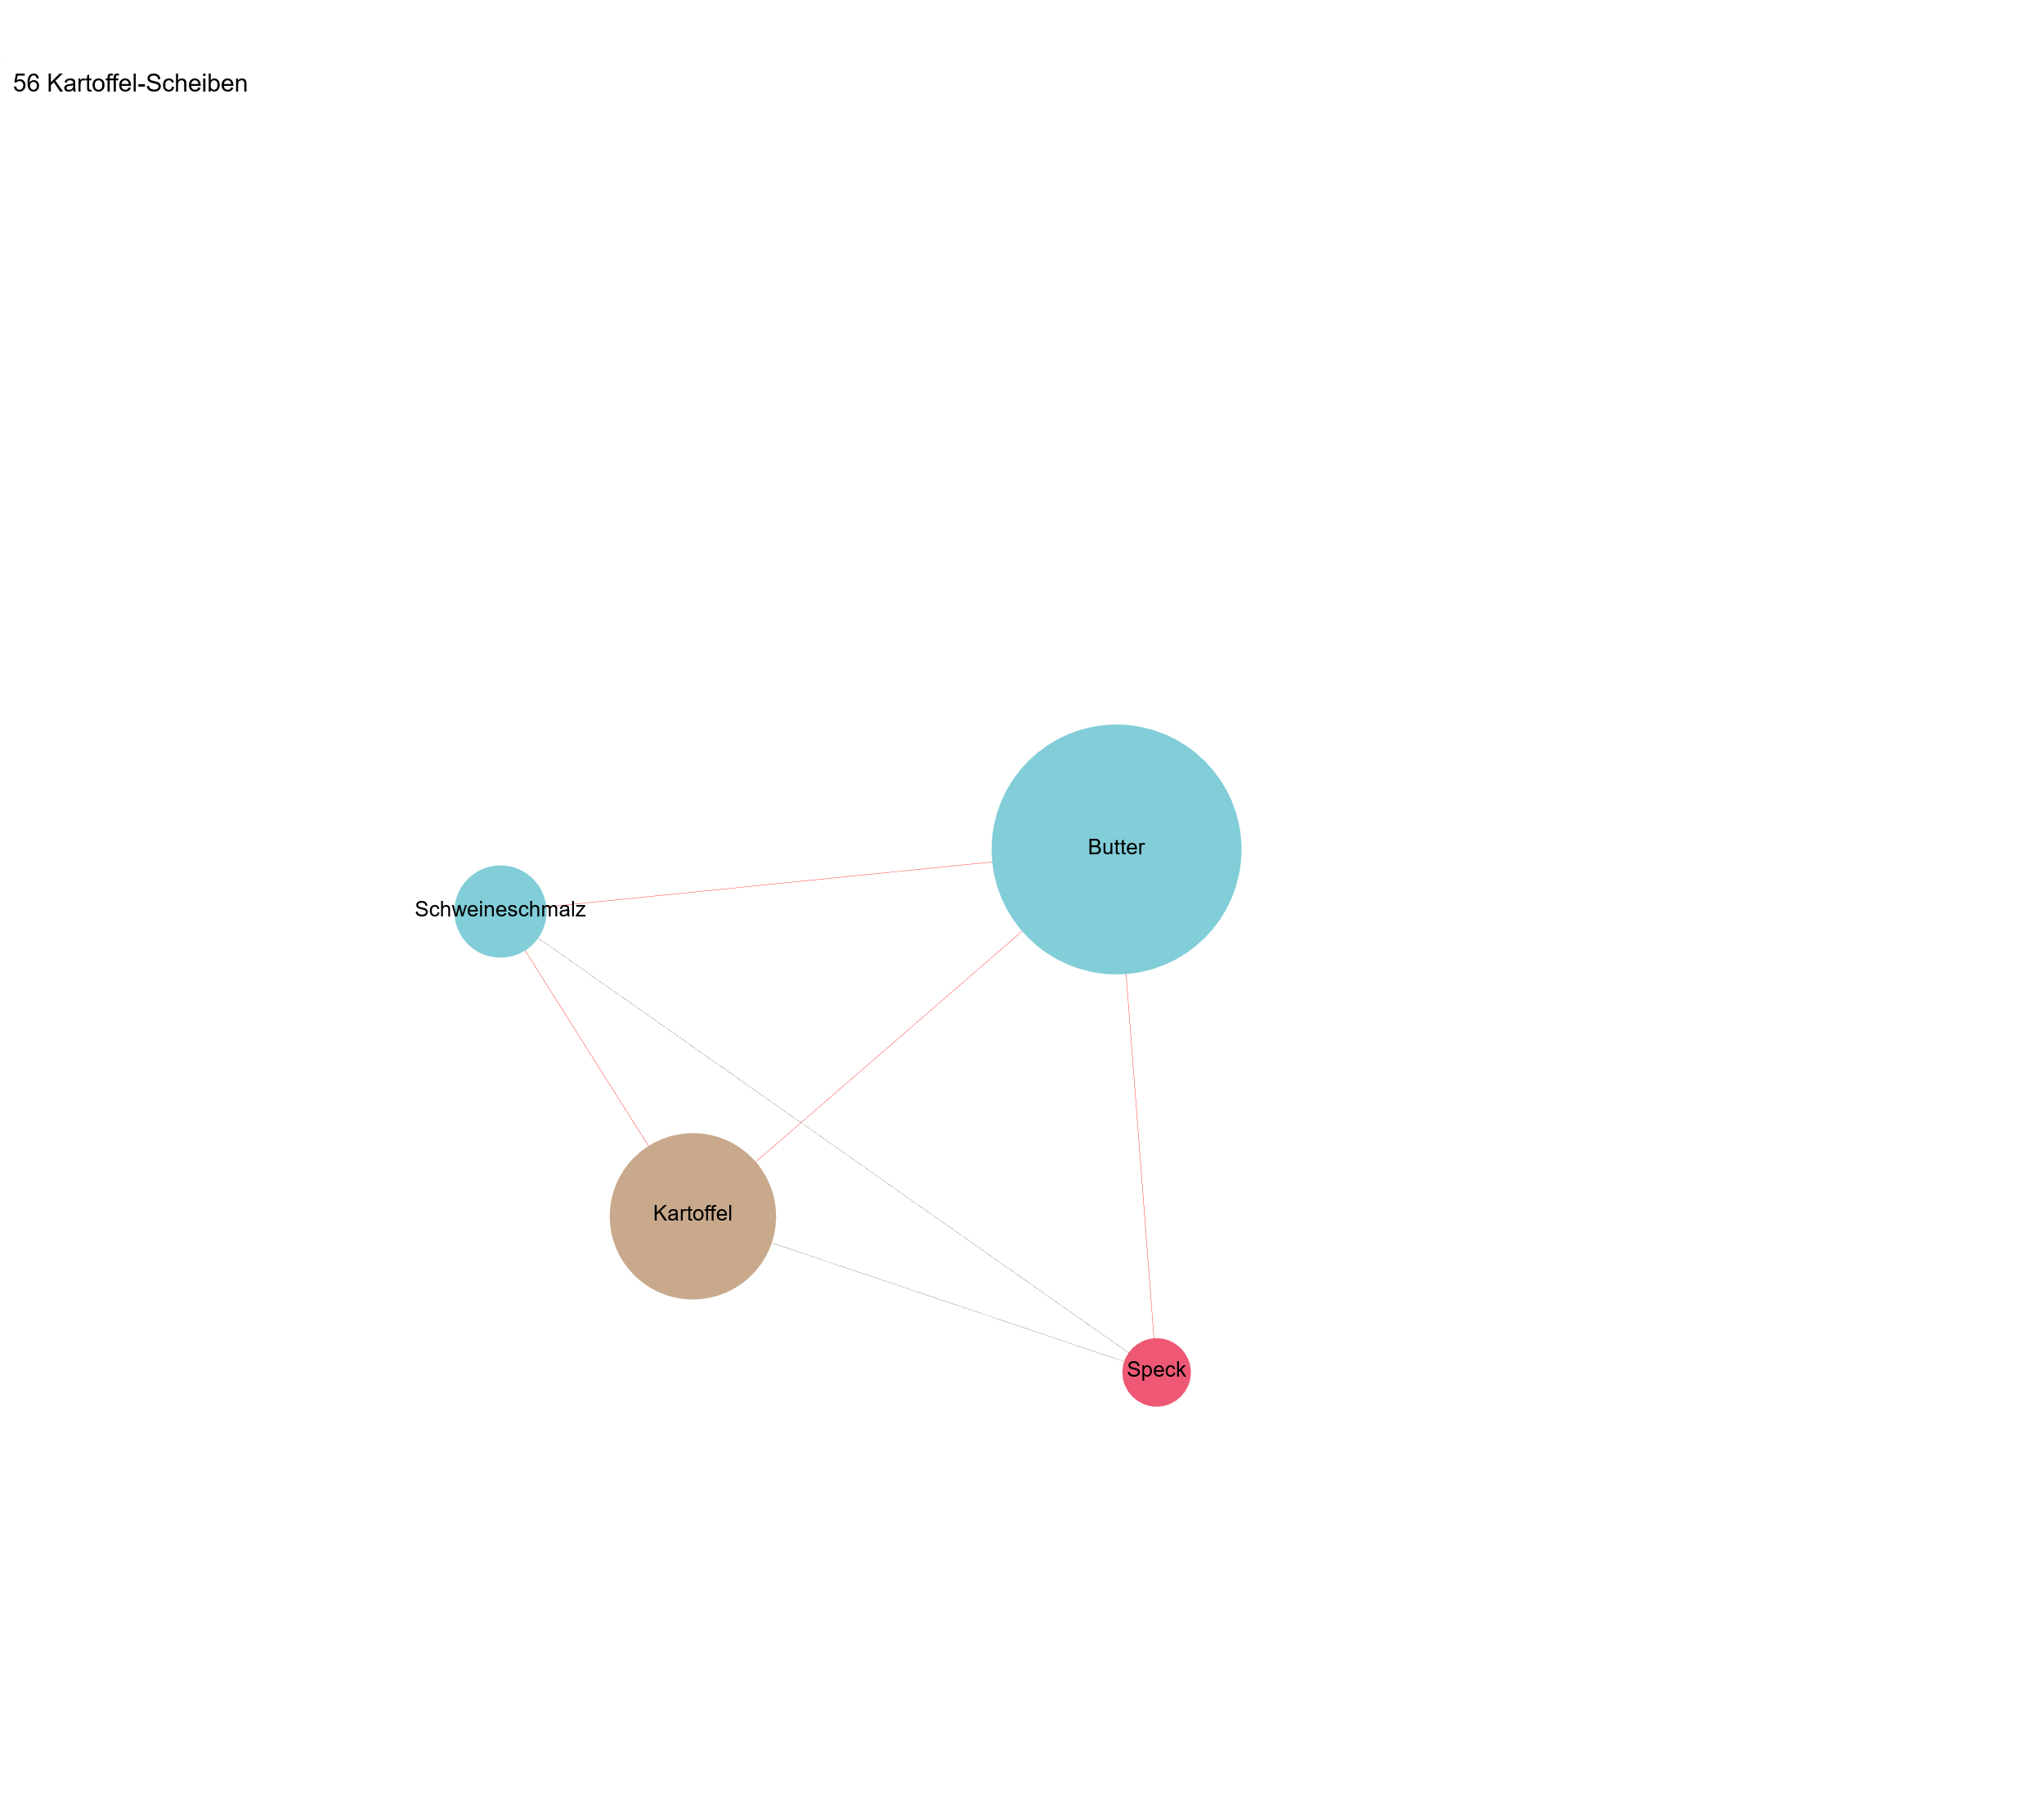 56 Kartoffel-Scheiben
Butter
Schweineschmalz
Kartoffel
Speck